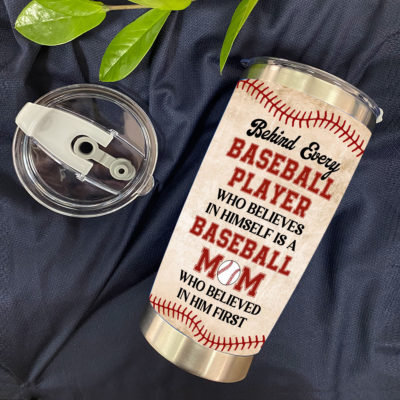 Behind Every
BASEBALL
PLAYER
WHO BELIEVES
IN HIMSELF IS A
BASEBALL
MOM
WHO BELIEVED
IN HIM FIRST